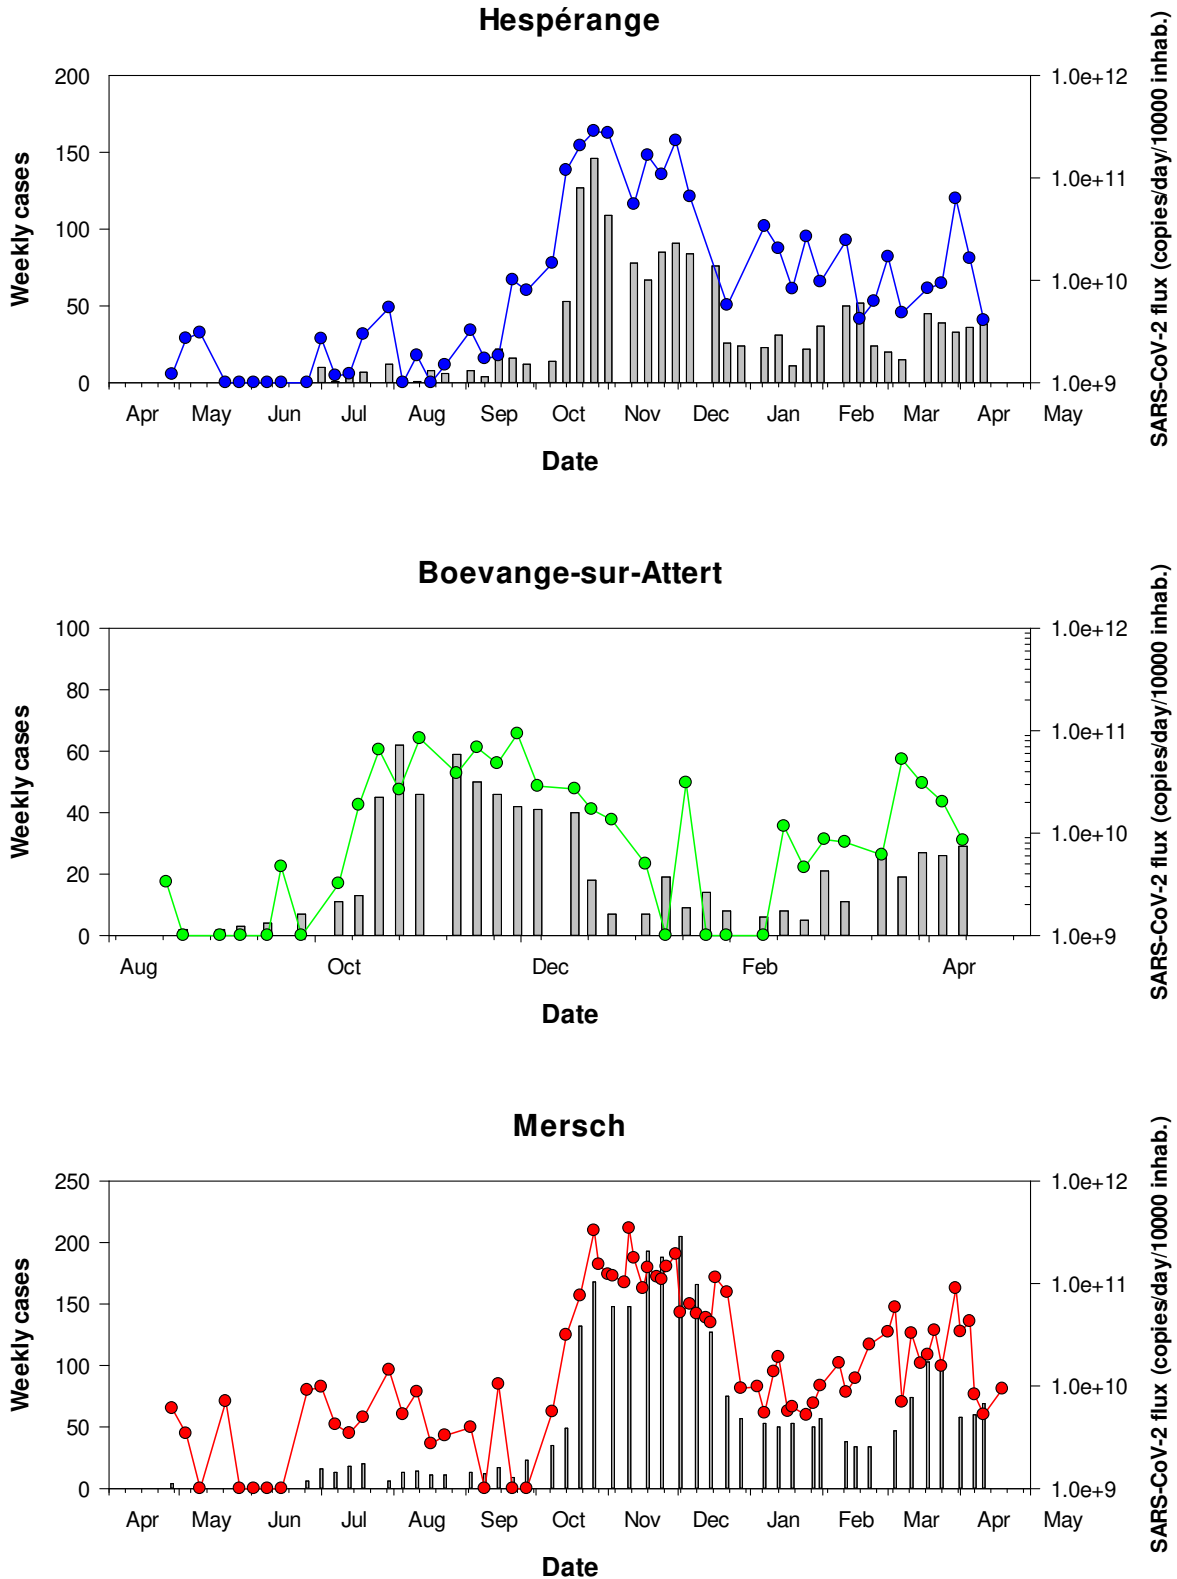 Hespérange
200
150
100
50
0
Weekly cases
1.0e+12
1.0e+11
1.0e+10
1.0e+9
SARS-CoV-2 flux (copies/day/10000 inhab.)
Apr May Jun Jul Aug Sep Oct Nov Dec Jan Feb Mar Apr May
Date
Boevange-sur-Attert
100
80
60
40
20
0
Weekly cases
1.0e+12
1.0e+11
1.0e+10
1.0e+9
SARS-CoV-2 flux (copies/day/10000 inhab.)
Aug Oct Dec Feb Apr
Date
Mersch
250
200
150
100
50
0
Weekly cases
1.0e+12
1.0e+11
1.0e+10
1.0e+9
SARS-CoV-2 flux (copies/day/10000 inhab.)
Apr May Jun Jul Aug Sep Oct Nov Dec Jan Feb Mar Apr May
Date